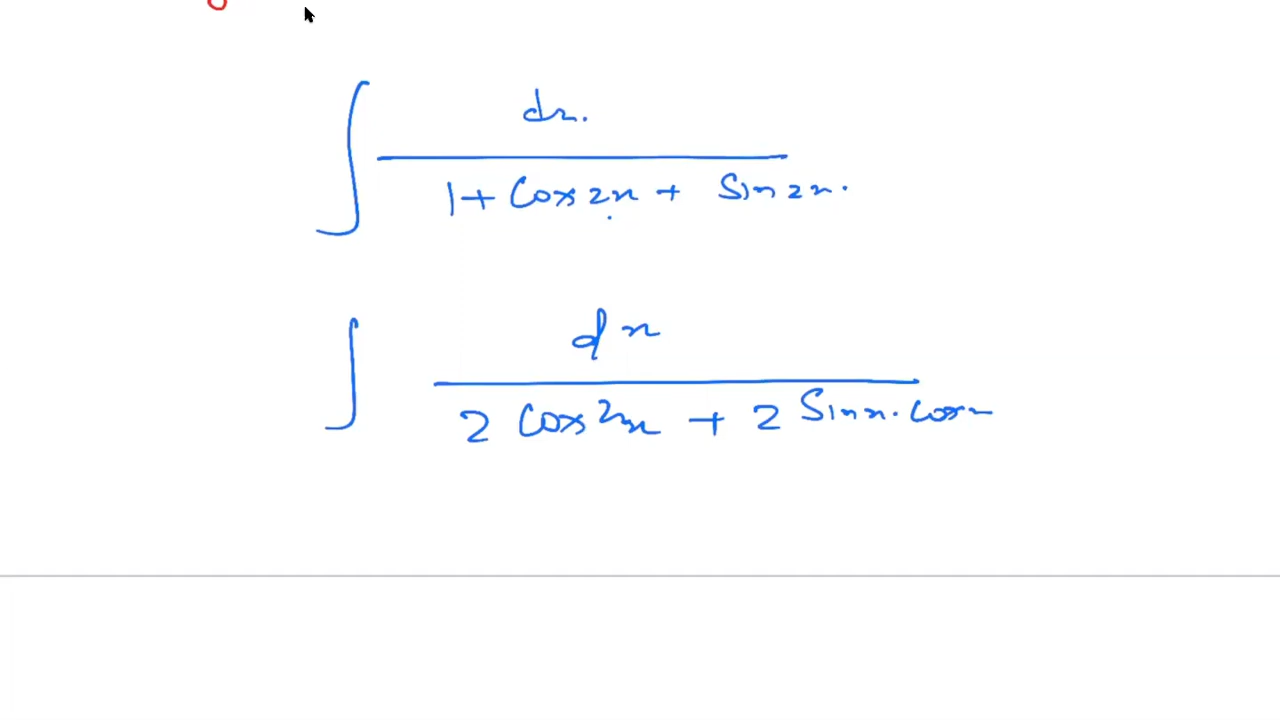 ∫ dx.
1 + Cos 2x + Sin 2x.
∫ dx
2 Cos²x + 2 Sin x. Cos x